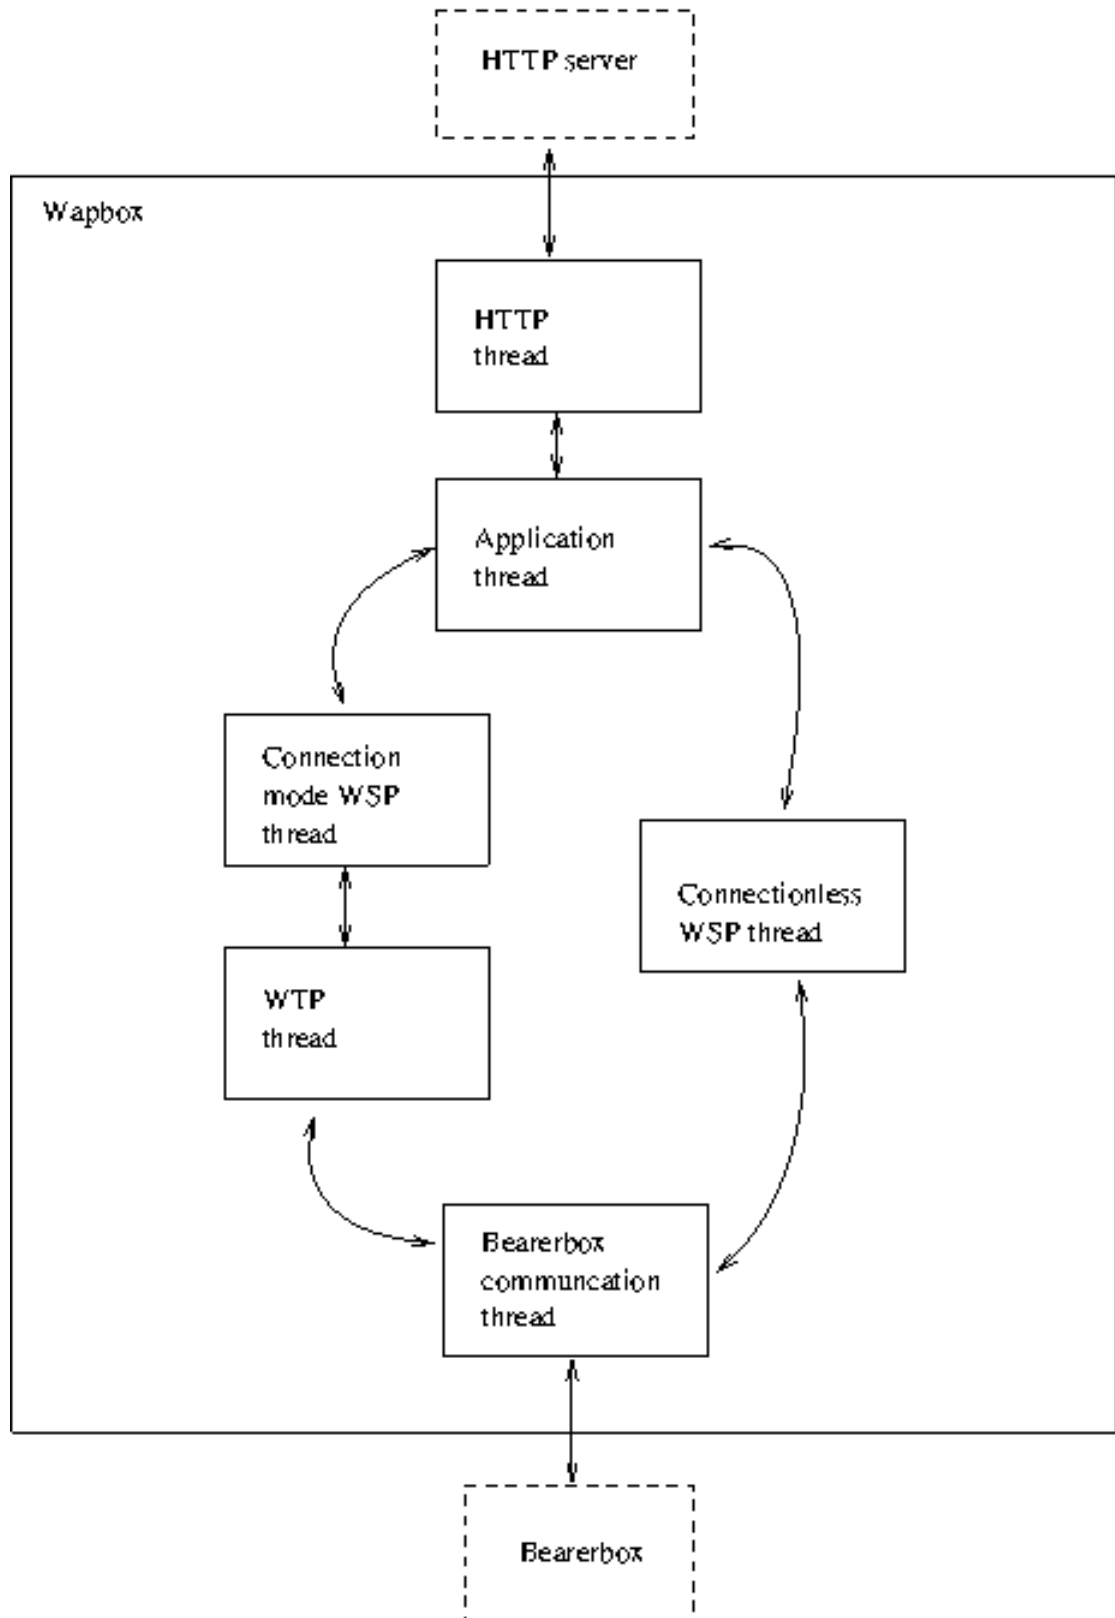 HTTP server
Wapbox
HTTP
thread
Application
thread
Connection
mode WSP
thread
Connectionless
WSP thread
WTP
thread
Bearerbox
communcation
thread
Bearerbox